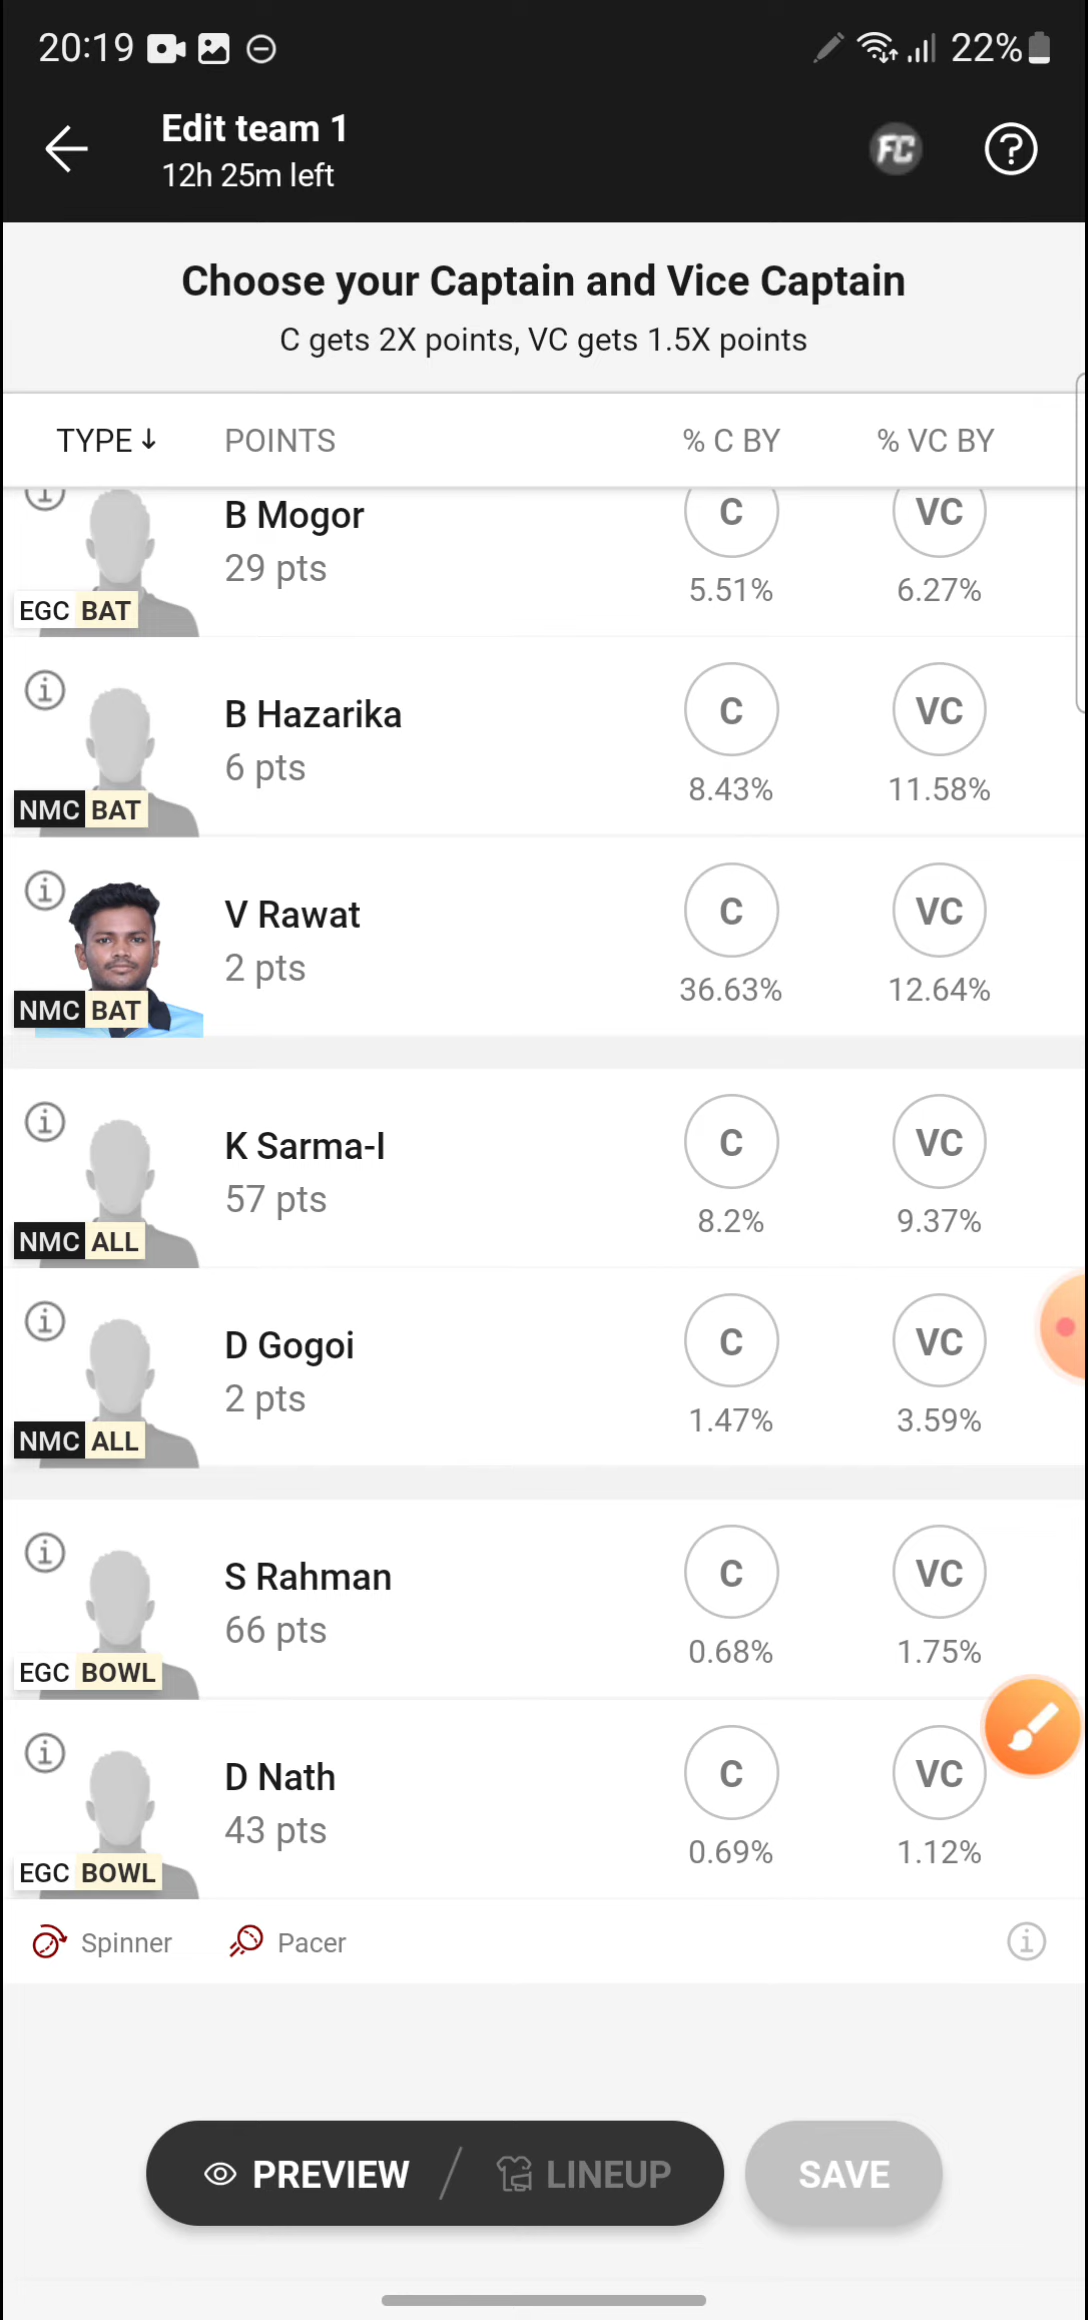 20:19
22%
Edit team 1
12h 25m left
FC
?
Choose your Captain and Vice Captain
C gets 2X points, VC gets 1.5X points
TYPE ↓ POINTS % C BY % VC BY
B Mogor
29 pts
EGC BAT
C
5.51%
VC
6.27%
B Hazarika
6 pts
NMC BAT
C
8.43%
VC
11.58%
V Rawat
2 pts
NMC BAT
C
36.63%
VC
12.64%
K Sarma-I
57 pts
NMC ALL
C
8.2%
VC
9.37%
D Gogoi
2 pts
NMC ALL
C
1.47%
VC
3.59%
S Rahman
66 pts
EGC BOWL
C
0.68%
VC
1.75%
D Nath
43 pts
EGC BOWL
C
0.69%
VC
1.12%
Spinner Pacer
PREVIEW / LINEUP SAVE